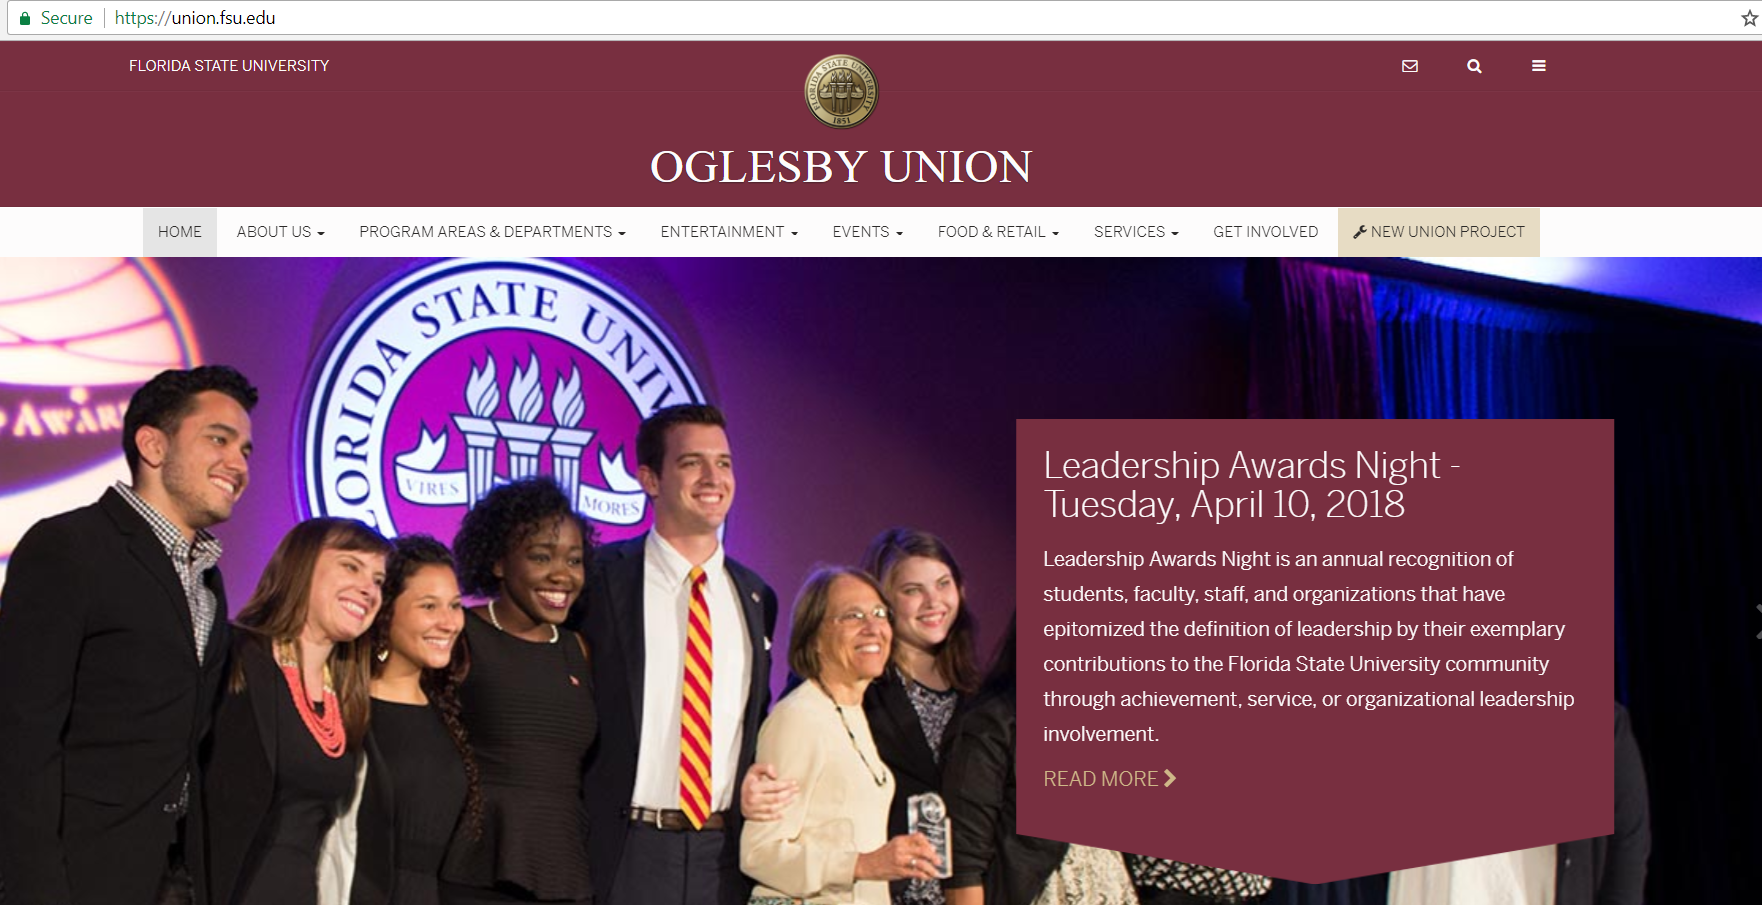 Secure https://union.fsu.edu
FLORIDA STATE UNIVERSITY
FLORIDA STATE UNIVERSITY
1851
OGLESBY UNION
HOME ABOUT US PROGRAM AREAS & DEPARTMENTS ENTERTAINMENT EVENTS FOOD & RETAIL SERVICES GET INVOLVED NEW UNION PROJECT
FLORIDA STATE UNIV
VIRES
MORES
Leadership Awards Night -
Tuesday, April 10, 2018
Leadership Awards Night is an annual recognition of
students, faculty, staff, and organizations that have
epitomized the definition of leadership by their exemplary
contributions to the Florida State University community
through achievement, service, or organizational leadership
involvement.
READ MORE